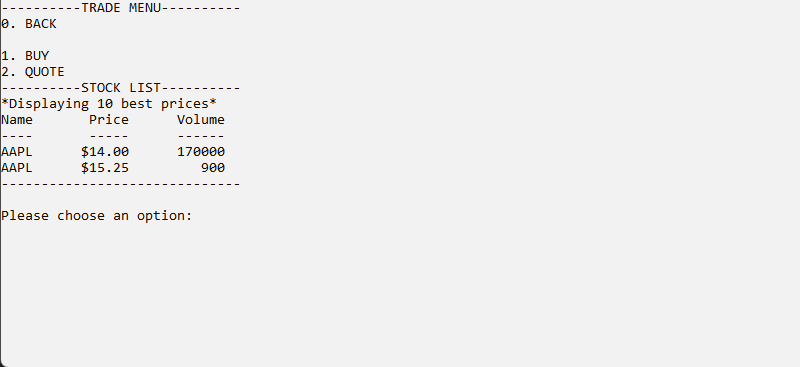 ----------TRADE MENU----------
0. BACK

1. BUY
2. QUOTE
----------STOCK LIST----------
*Displaying 10 best prices*
Name       Price      Volume
----       -----      ------
AAPL      $14.00      170000
AAPL      $15.25         900
------------------------------

Please choose an option: